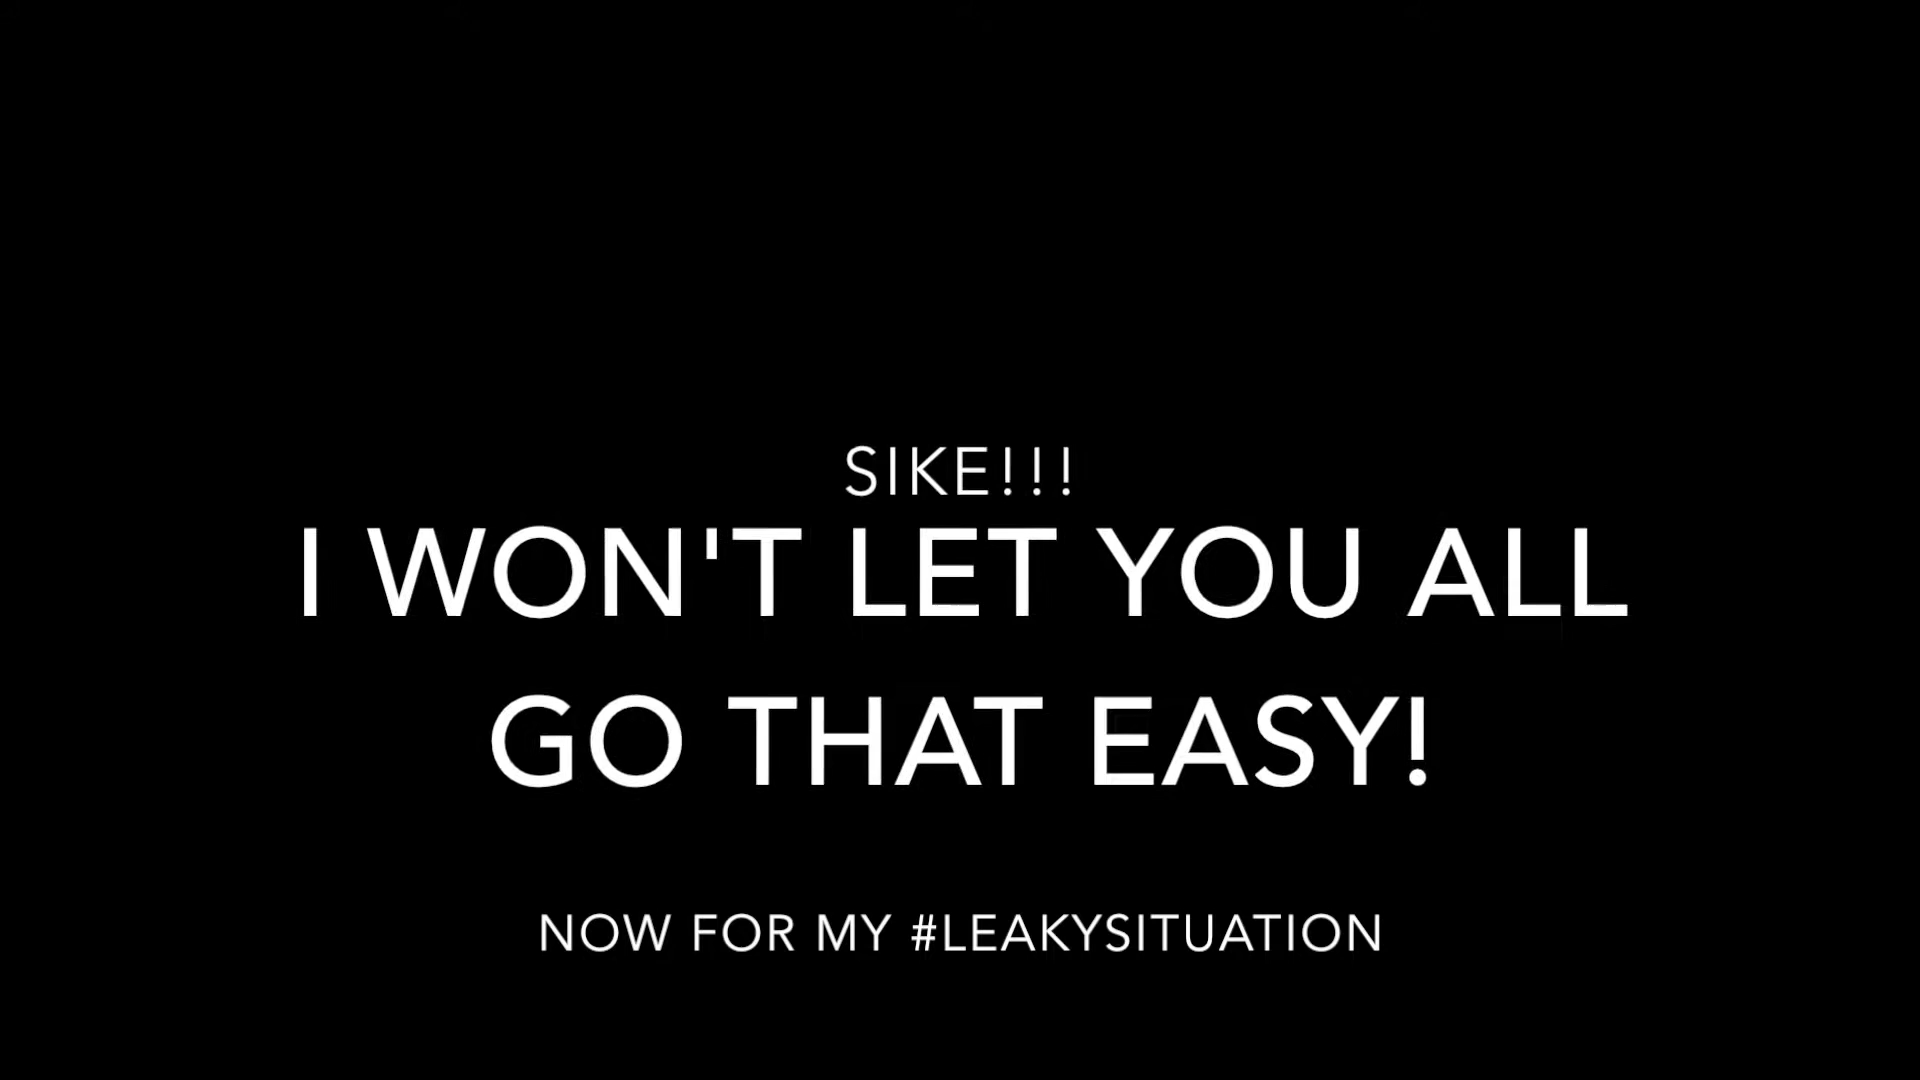 SIKE!!!
I WON'T LET YOU ALL
GO THAT EASY!
NOW FOR MY #LEAKYSITUATION